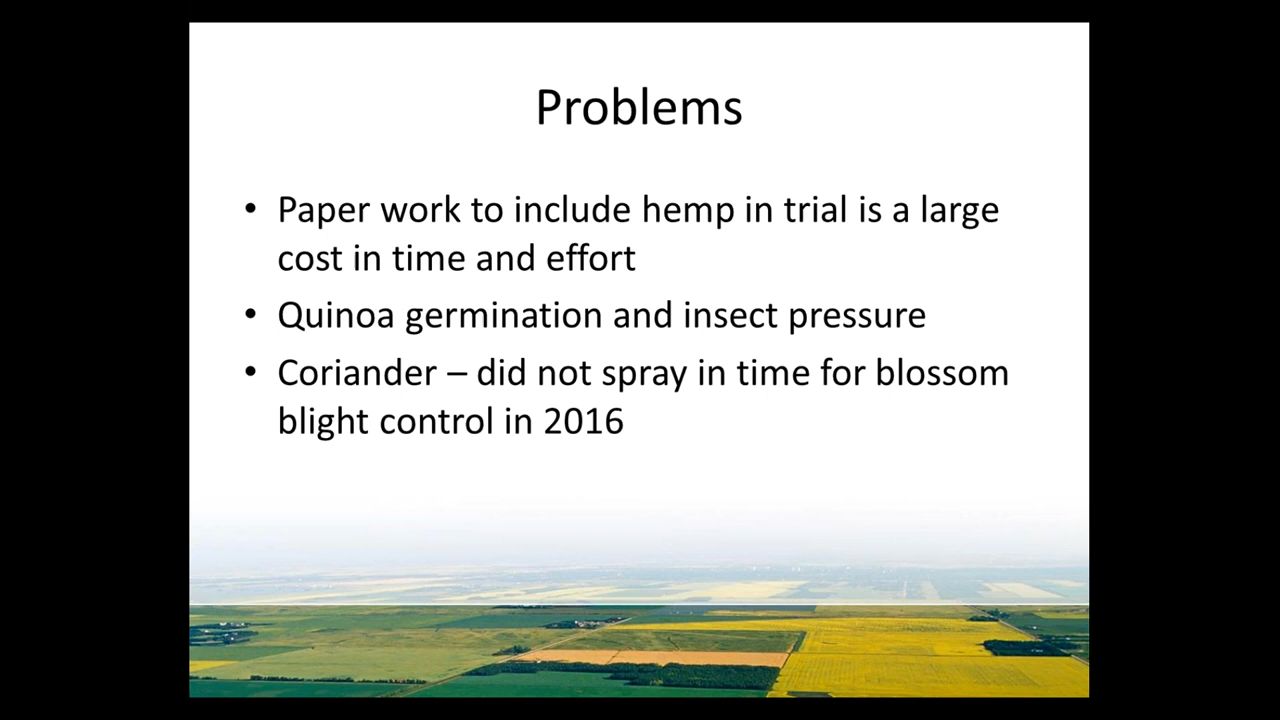 Problems
• Paper work to include hemp in trial is a large
cost in time and effort
• Quinoa germination and insect pressure
• Coriander – did not spray in time for blossom
blight control in 2016